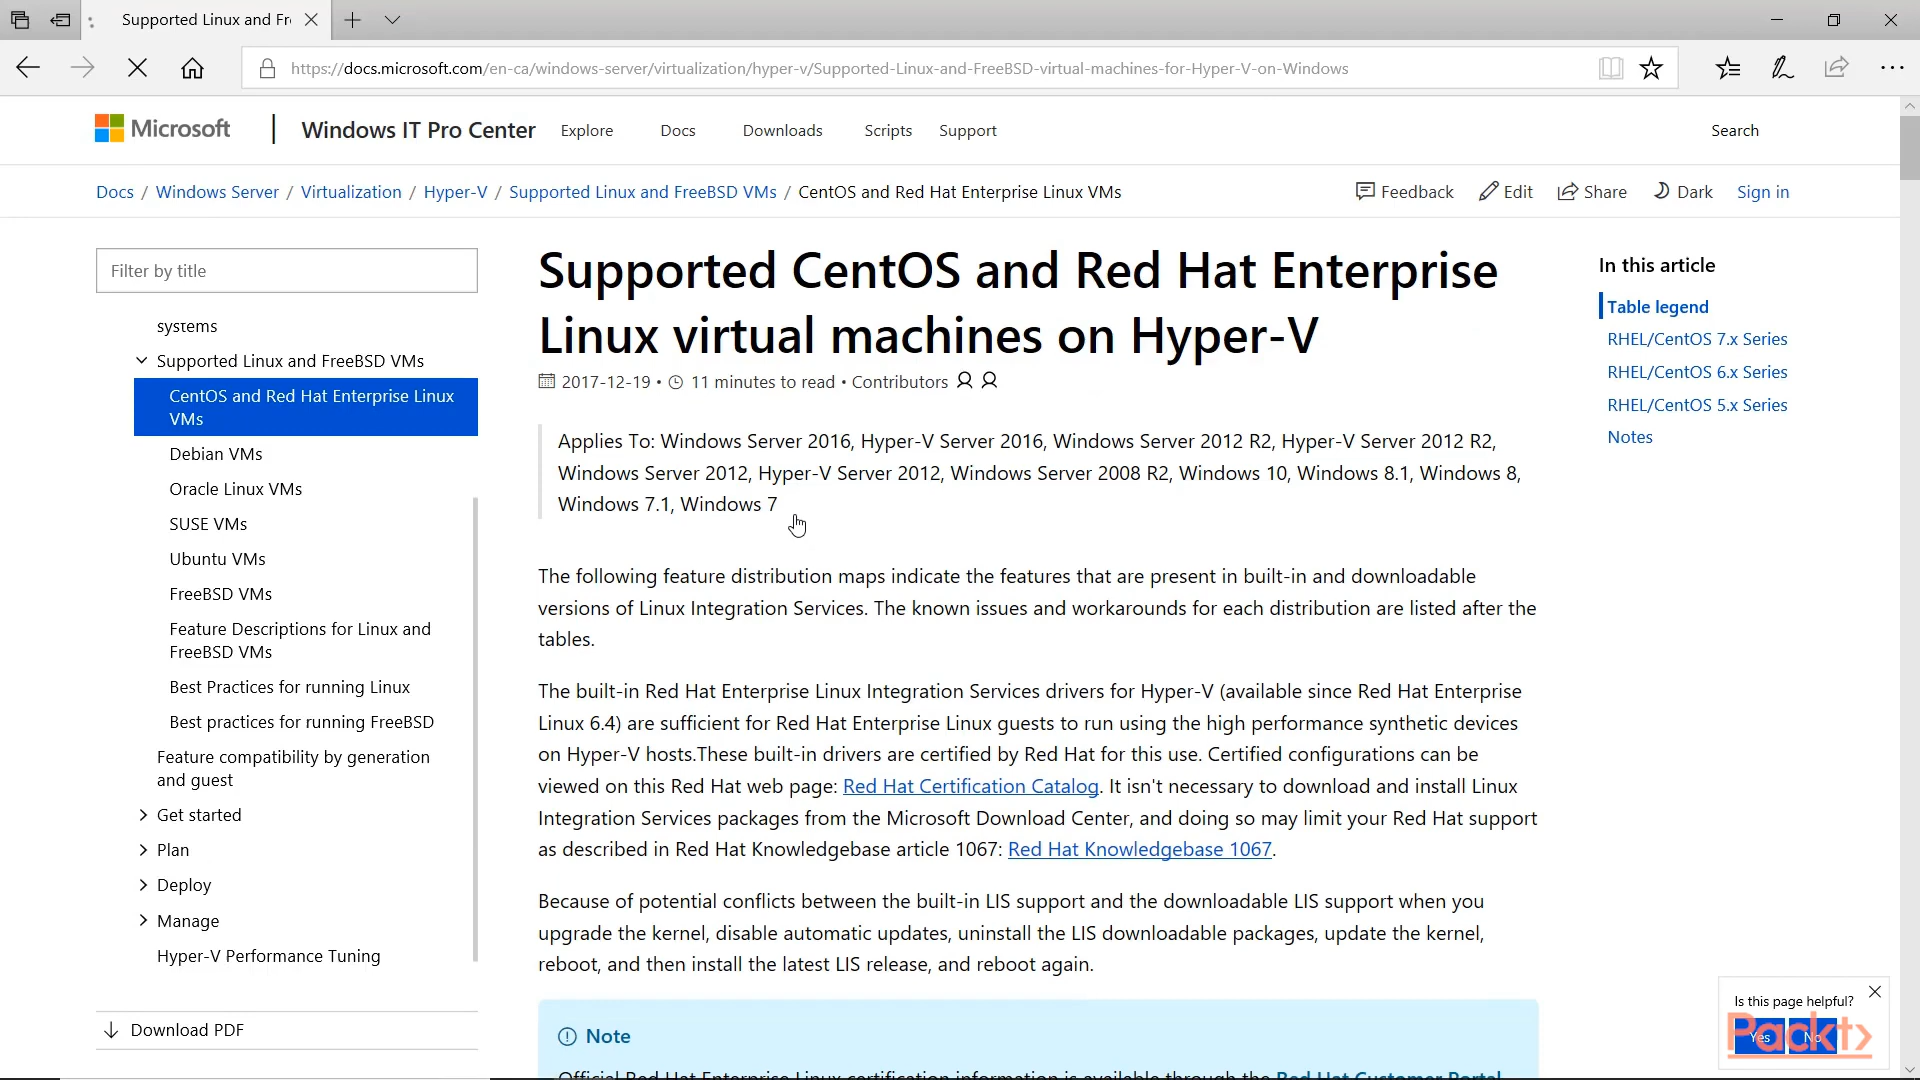 Supported Linux and Fr
https://docs.microsoft.com/en-ca/windows-server/virtualization/hyper-v/Supported-Linux-and-FreeBSD-virtual-machines-for-Hyper-V-on-Windows
Microsoft
Windows IT Pro Center
Explore
Docs
Downloads
Scripts
Support
Search
Docs / Windows Server / Virtualization / Hyper-V / Supported Linux and FreeBSD VMs / CentOS and Red Hat Enterprise Linux VMs
Feedback
Edit
Share
Dark
Sign in
Filter by title
systems
Supported Linux and FreeBSD VMs
CentOS and Red Hat Enterprise Linux
VMs
Debian VMs
Oracle Linux VMs
SUSE VMs
Ubuntu VMs
FreeBSD VMs
Feature Descriptions for Linux and
FreeBSD VMs
Best Practices for running Linux
Best practices for running FreeBSD
Feature compatibility by generation
and guest
Get started
Plan
Deploy
Manage
Hyper-V Performance Tuning
Download PDF
Supported CentOS and Red Hat Enterprise
Linux virtual machines on Hyper-V
2017-12-19 • 11 minutes to read • Contributors
Applies To: Windows Server 2016, Hyper-V Server 2016, Windows Server 2012 R2, Hyper-V Server 2012 R2,
Windows Server 2012, Hyper-V Server 2012, Windows Server 2008 R2, Windows 10, Windows 8.1, Windows 8,
Windows 7.1, Windows 7
The following feature distribution maps indicate the features that are present in built-in and downloadable
versions of Linux Integration Services. The known issues and workarounds for each distribution are listed after the
tables.
The built-in Red Hat Enterprise Linux Integration Services drivers for Hyper-V (available since Red Hat Enterprise
Linux 6.4) are sufficient for Red Hat Enterprise Linux guests to run using the high performance synthetic devices
on Hyper-V hosts.These built-in drivers are certified by Red Hat for this use. Certified configurations can be
viewed on this Red Hat web page: Red Hat Certification Catalog. It isn't necessary to download and install Linux
Integration Services packages from the Microsoft Download Center, and doing so may limit your Red Hat support
as described in Red Hat Knowledgebase article 1067: Red Hat Knowledgebase 1067.
Because of potential conflicts between the built-in LIS support and the downloadable LIS support when you
upgrade the kernel, disable automatic updates, uninstall the LIS downloadable packages, update the kernel,
reboot, and then install the latest LIS release, and reboot again.
Note
Official Red Hat Enterprise Linux certification information is available through the Red Hat Customer Portal
In this article
Table legend
RHEL/CentOS 7.x Series
RHEL/CentOS 6.x Series
RHEL/CentOS 5.x Series
Notes
Is this page helpful?
Yes
No
Packt